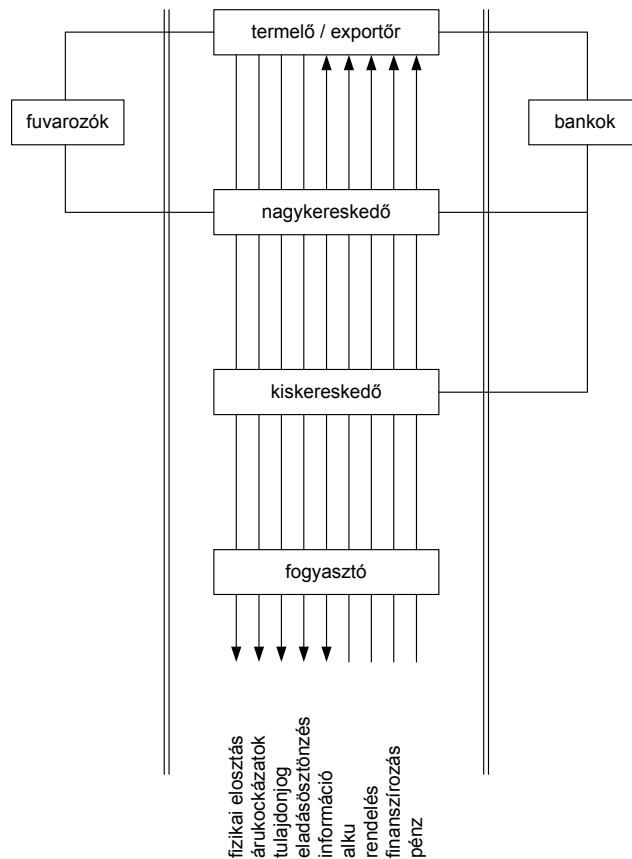 termelő / exportőr
fuvarozók
bankok
nagykereskedő
kiskereskedő
fogyasztó
fizikai elosztás
árukockázatok
tulajdonjog
eladásösztönzés
információ
alku
rendelés
finanszírozás
pénz